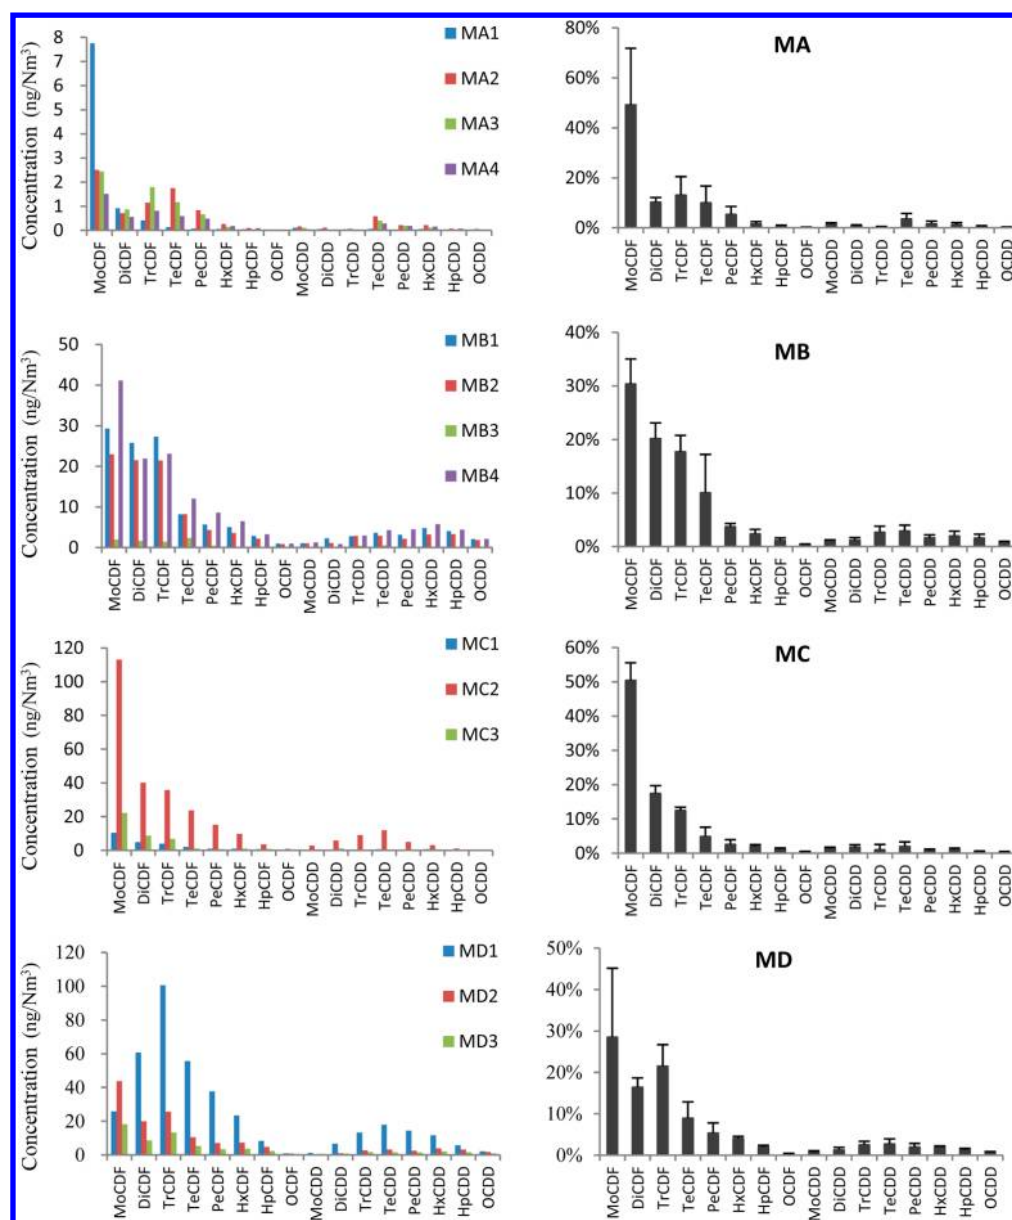 Concentration (ng/Nm³)
8
7
6
5
4
3
2
1
0
MA1
MA2
MA3
MA4
MoCDF
DiCDF
TrCDF
TeCDF
PeCDF
HxCDF
HpCDF
OCDF
MoCDD
DiCDD
TrCDD
TeCDD
PeCDD
HxCDD
HpCDD
OCDD
MA
80%
60%
40%
20%
0%
MoCDF
DiCDF
TrCDF
TeCDF
PeCDF
HxCDF
HpCDF
OCDF
MoCDD
DiCDD
TrCDD
TeCDD
PeCDD
HxCDD
HpCDD
OCDD
Concentration (ng/Nm³)
50
40
30
20
10
0
MB1
MB2
MB3
MB4
MoCDF
DiCDF
TrCDF
TeCDF
PeCDF
HxCDF
HpCDF
OCDF
MoCDD
DiCDD
TrCDD
TeCDD
PeCDD
HxCDD
HpCDD
OCDD
MB
40%
30%
20%
10%
0%
MoCDF
DiCDF
TrCDF
TeCDF
PeCDF
HxCDF
HpCDF
OCDF
MoCDD
DiCDD
TrCDD
TeCDD
PeCDD
HxCDD
HpCDD
OCDD
Concentration (ng/Nm³)
120
100
80
60
40
20
0
MC1
MC2
MC3
MoCDF
DiCDF
TrCDF
TeCDF
PeCDF
HxCDF
HpCDF
OCDF
MoCDD
DiCDD
TrCDD
TeCDD
PeCDD
HxCDD
HpCDD
OCDD
MC
60%
50%
40%
30%
20%
10%
0%
MoCDF
DiCDF
TrCDF
TeCDF
PeCDF
HxCDF
HpCDF
OCDF
MoCDD
DiCDD
TrCDD
TeCDD
PeCDD
HxCDD
HpCDD
OCDD
Concentration (ng/Nm³)
120
100
80
60
40
20
0
MD1
MD2
MD3
MoCDF
DiCDF
TrCDF
TeCDF
PeCDF
HxCDF
HpCDF
OCDF
MoCDD
DiCDD
TrCDD
TeCDD
PeCDD
HxCDD
HpCDD
OCDD
MD
50%
40%
30%
20%
10%
0%
MoCDF
DiCDF
TrCDF
TeCDF
PeCDF
HxCDF
HpCDF
OCDF
MoCDD
DiCDD
TrCDD
TeCDD
PeCDD
HxCDD
HpCDD
OCDD